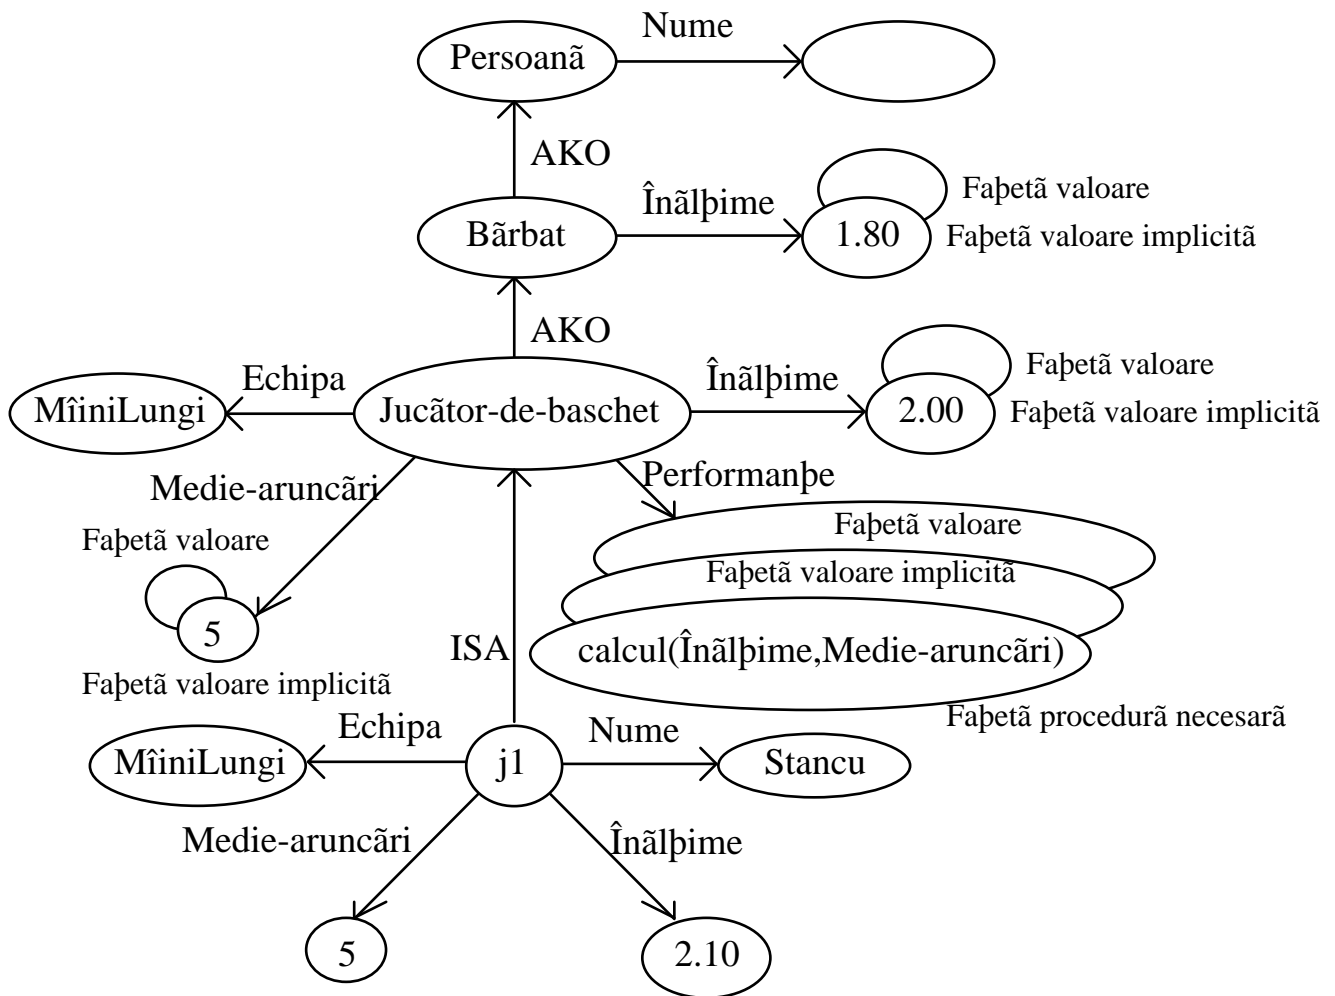 Nume
Persoanã
AKO
Faþetã valoare
Înãlþime
Bãrbat
1.80
Faþetã valoare implicitã
AKO
Echipa
Înãlþime
Faþetã valoare
MîiniLungi
Jucãtor-de-baschet
2.00
Faþetã valoare implicitã
Performanþe
Medie-aruncãri
Faþetã valoare
Faþetã valoare
Faþetã valoare implicitã
5
ISA
calcul(Înãlþime,Medie-aruncãri)
Faþetã valoare implicitã
Faþetã procedurã necesarã
Echipa
Nume
MîiniLungi
j1
Stancu
Medie-aruncãri
Înãlþime
5
2.10